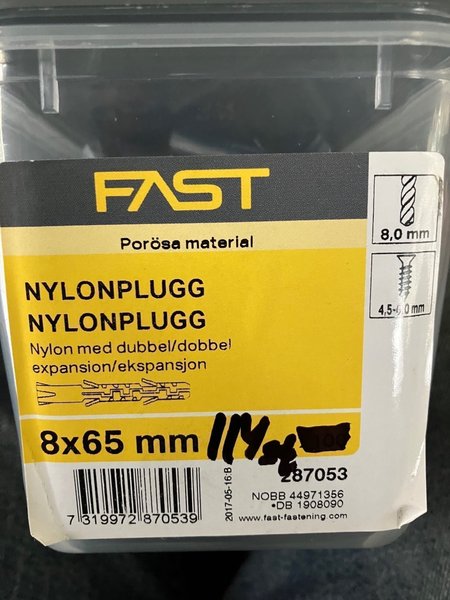 FAST
Porösa material
8,0 mm
NYLONPLUGG
NYLONPLUGG
Nylon med dubbel/dobbel
expansion/ekspansjon
8x65 mm
287053
NOBB 44971356
•DB 1908090
www.fast-fastening.com
2017-05-16:B
7 319972 870539